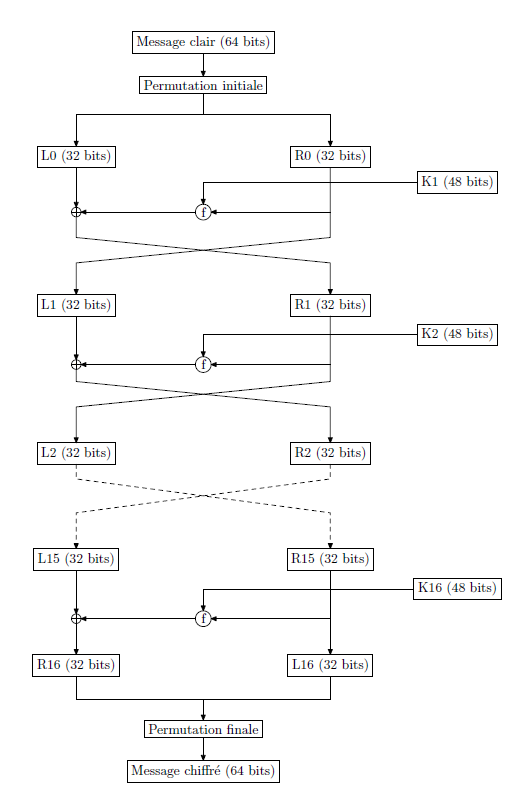 Message clair (64 bits)
Permutation initiale
L0 (32 bits)
R0 (32 bits)
K1 (48 bits)
f
L1 (32 bits)
R1 (32 bits)
K2 (48 bits)
f
L2 (32 bits)
R2 (32 bits)
L15 (32 bits)
R15 (32 bits)
K16 (48 bits)
f
R16 (32 bits)
L16 (32 bits)
Permutation finale
Message chiffré (64 bits)